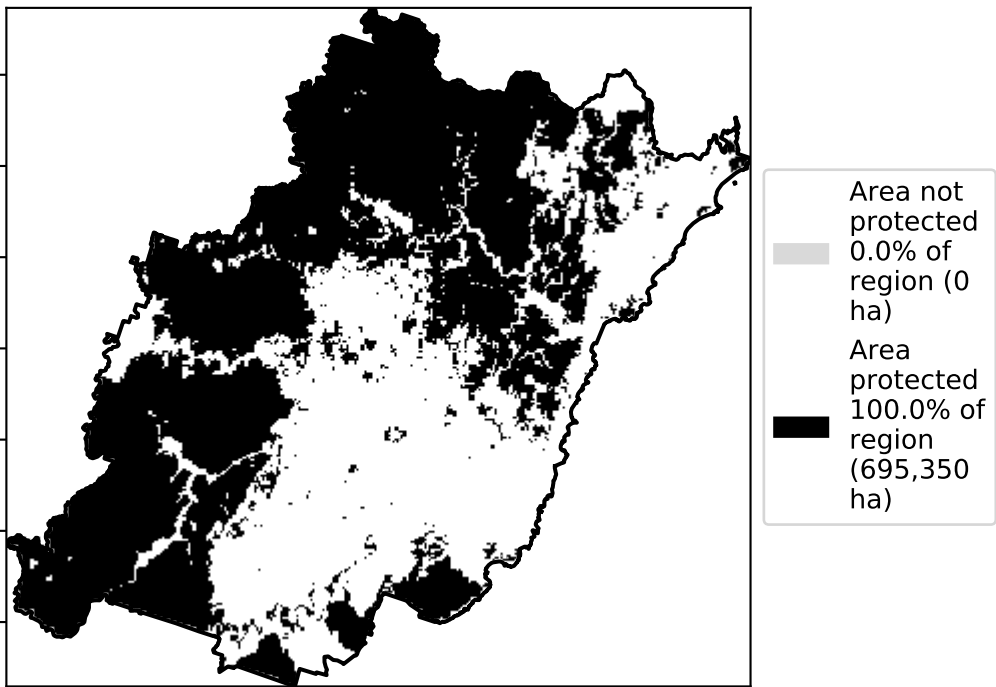 Area not
protected
0.0% of
region (0
ha)
Area
protected
100.0% of
region
(695,350
ha)